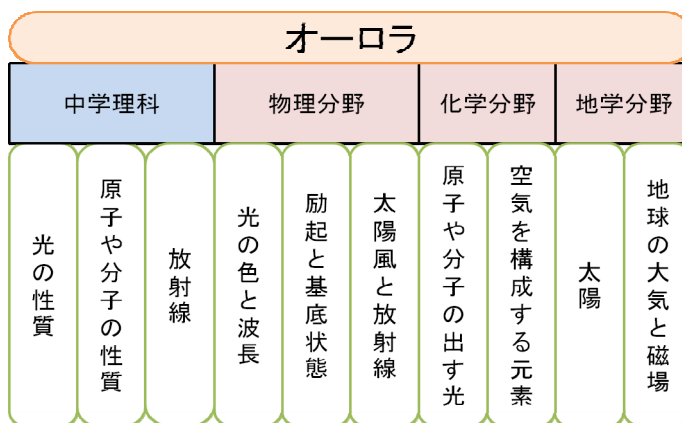 オーロラ
中学理科
物理分野
化学分野
地学分野
光の性質
原子や分子の性質
放射線
光の色と波長
励起と基底状態
太陽風と放射線
原子や分子の出す光
空気を構成する元素
太陽
地球の大気と磁場